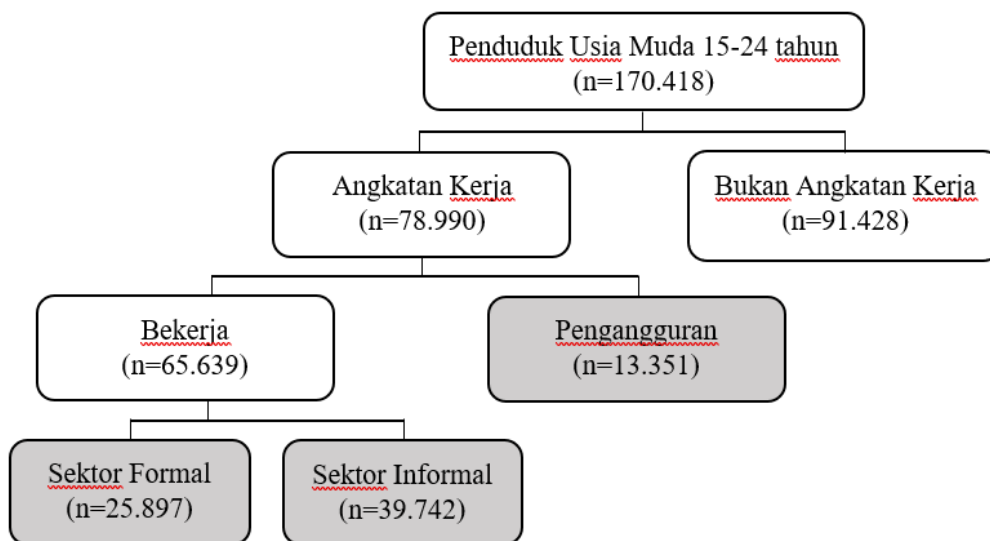 Penduduk Usia Muda 15-24 tahun
(n=170.418)
Angkatan Kerja
(n=78.990)
Bukan Angkatan Kerja
(n=91.428)
Bekerja
(n=65.639)
Pengangguran
(n=13.351)
Sektor Formal
(n=25.897)
Sektor Informal
(n=39.742)